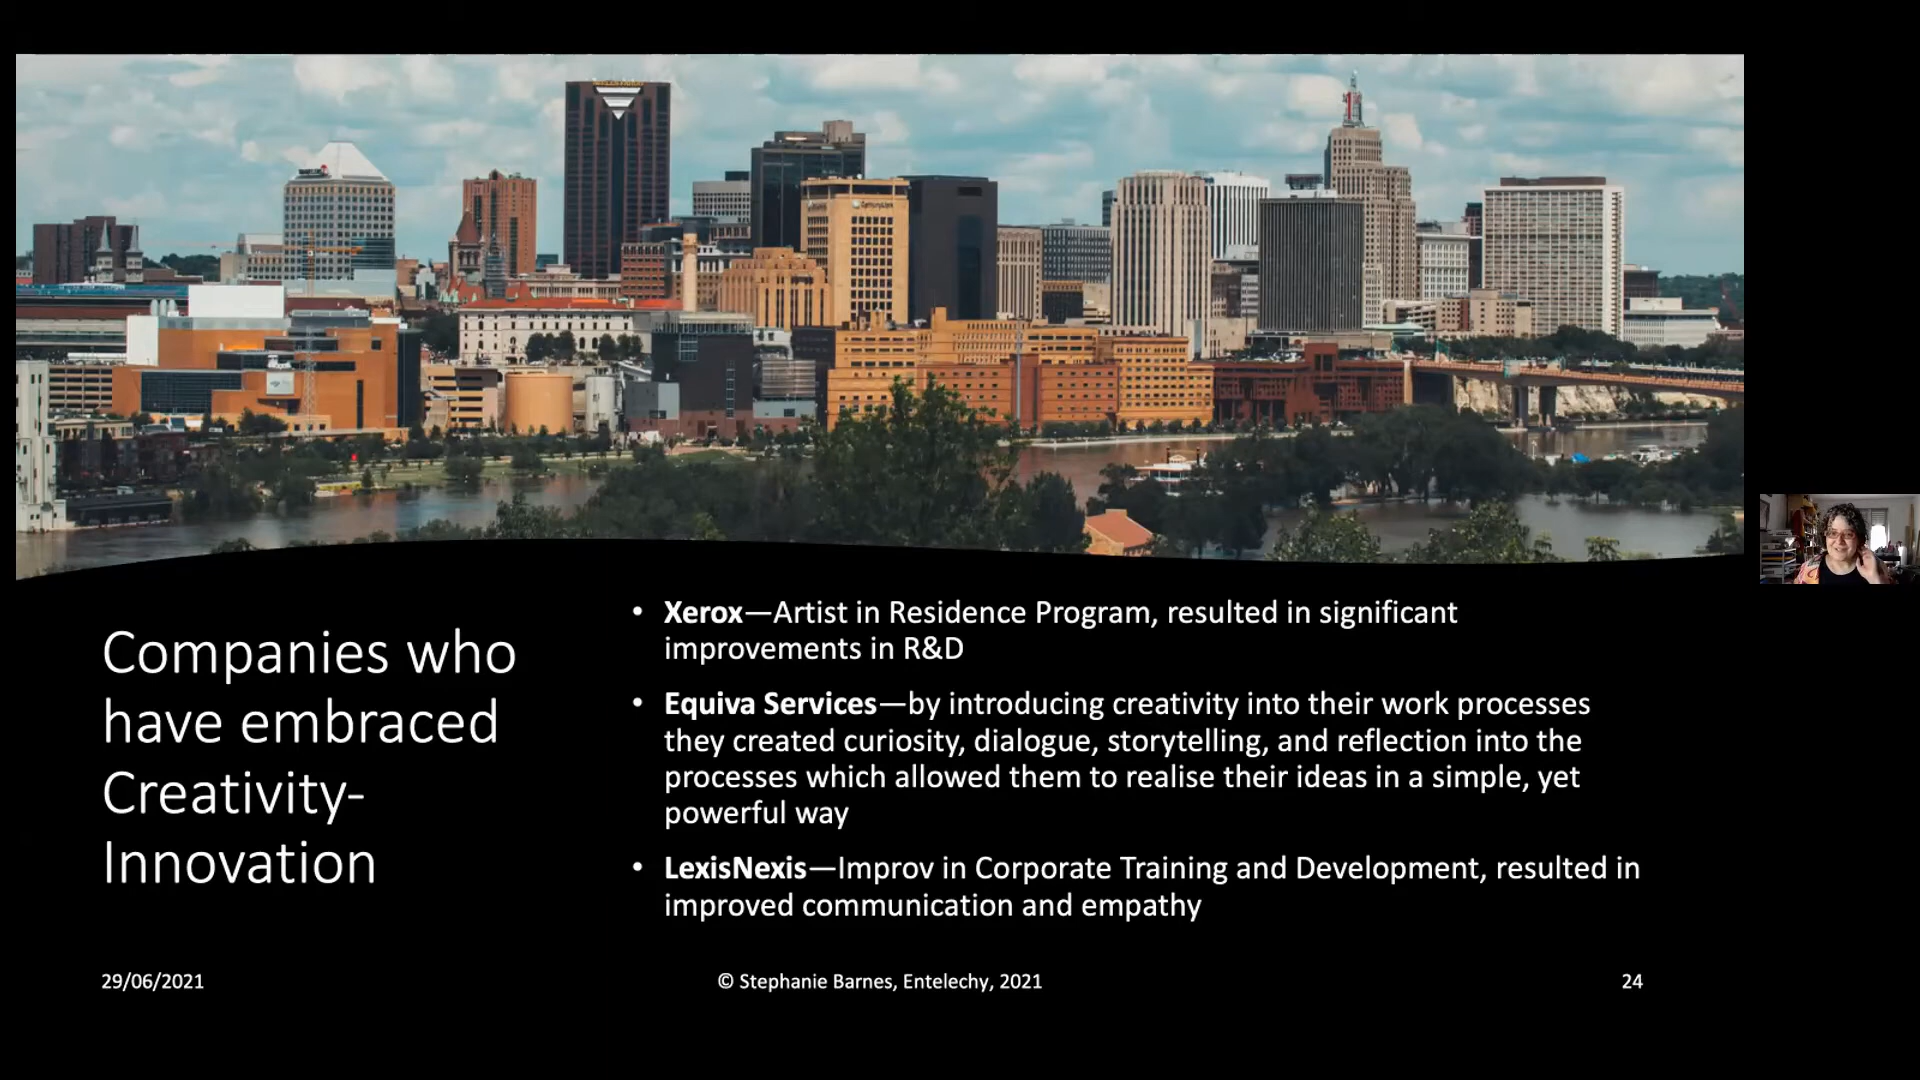 Companies who
have embraced
Creativity-
Innovation
• Xerox—Artist in Residence Program, resulted in significant
improvements in R&D
• Equiva Services—by introducing creativity into their work processes
they created curiosity, dialogue, storytelling, and reflection into the
processes which allowed them to realise their ideas in a simple, yet
powerful way
• LexisNexis—Improv in Corporate Training and Development, resulted in
improved communication and empathy
29/06/2021
© Stephanie Barnes, Entelechy, 2021
24